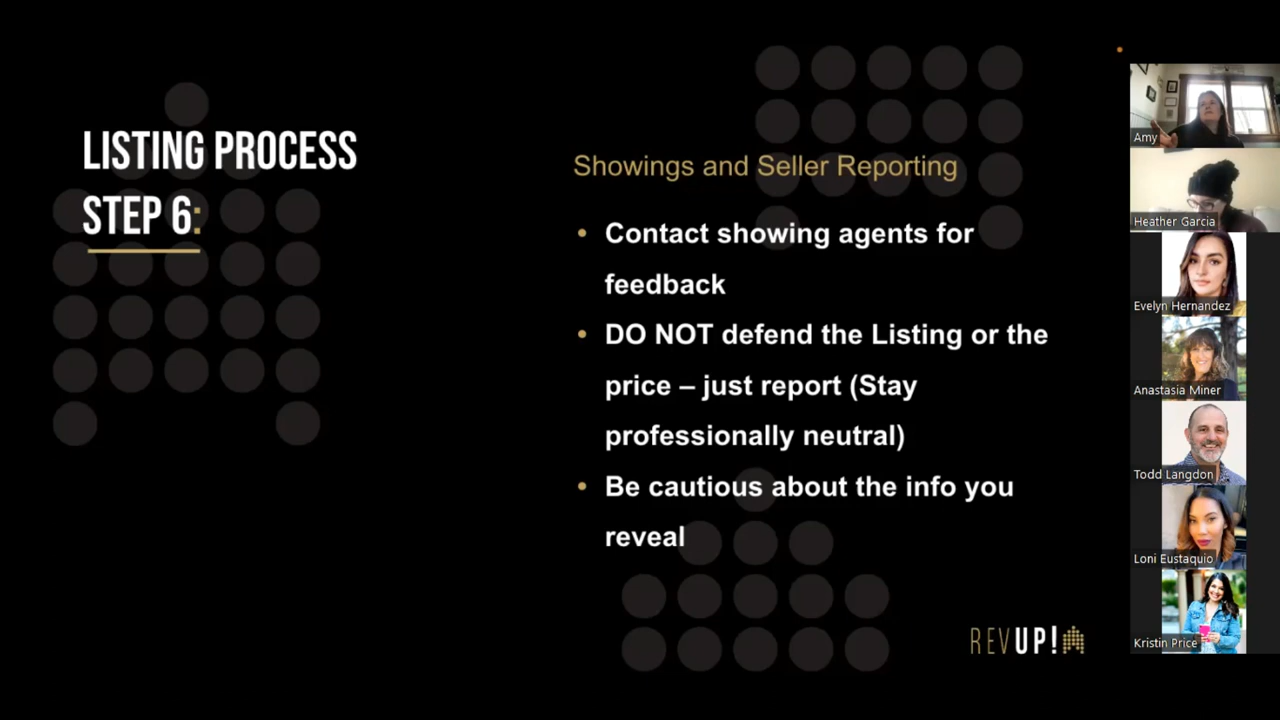 LISTING PROCESS
STEP 6:
Showings and Seller Reporting
• Contact showing agents for
feedback
• DO NOT defend the Listing or the
price – just report (Stay
professionally neutral)
• Be cautious about the info you
reveal
REVUP!
Amy
Heather Garcia
Evelyn Hernandez
Anastasia Miner
Todd Langdon
Loni Eustaquio
Kristin Price